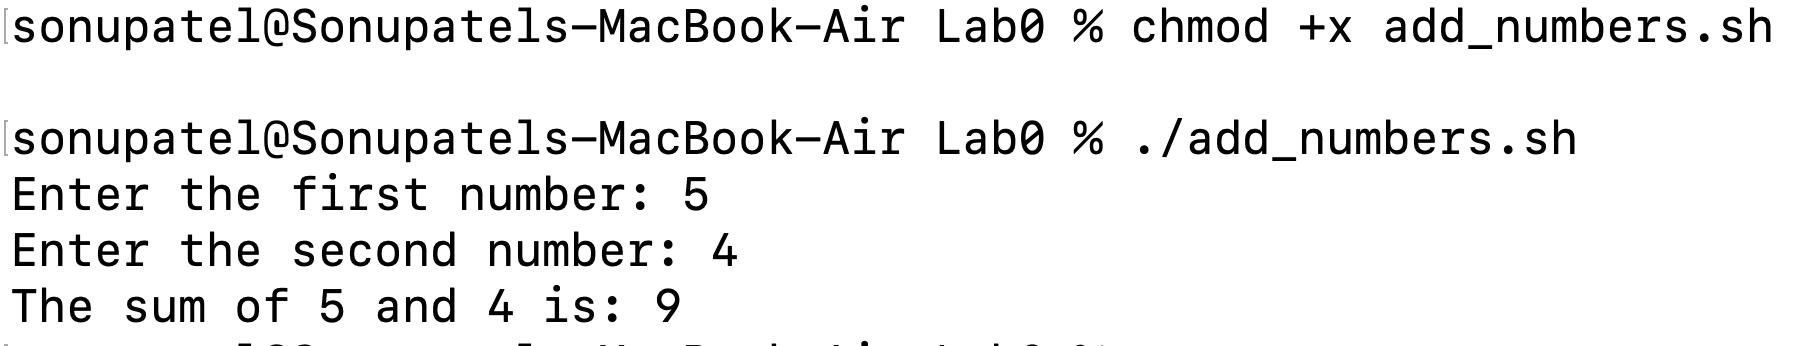 [sonupatel@Sonupatels-MacBook-Air Lab0 % chmod +x add_numbers.sh
[sonupatel@Sonupatels-MacBook-Air Lab0 % ./add_numbers.sh
Enter the first number: 5
Enter the second number: 4
The sum of 5 and 4 is: 9